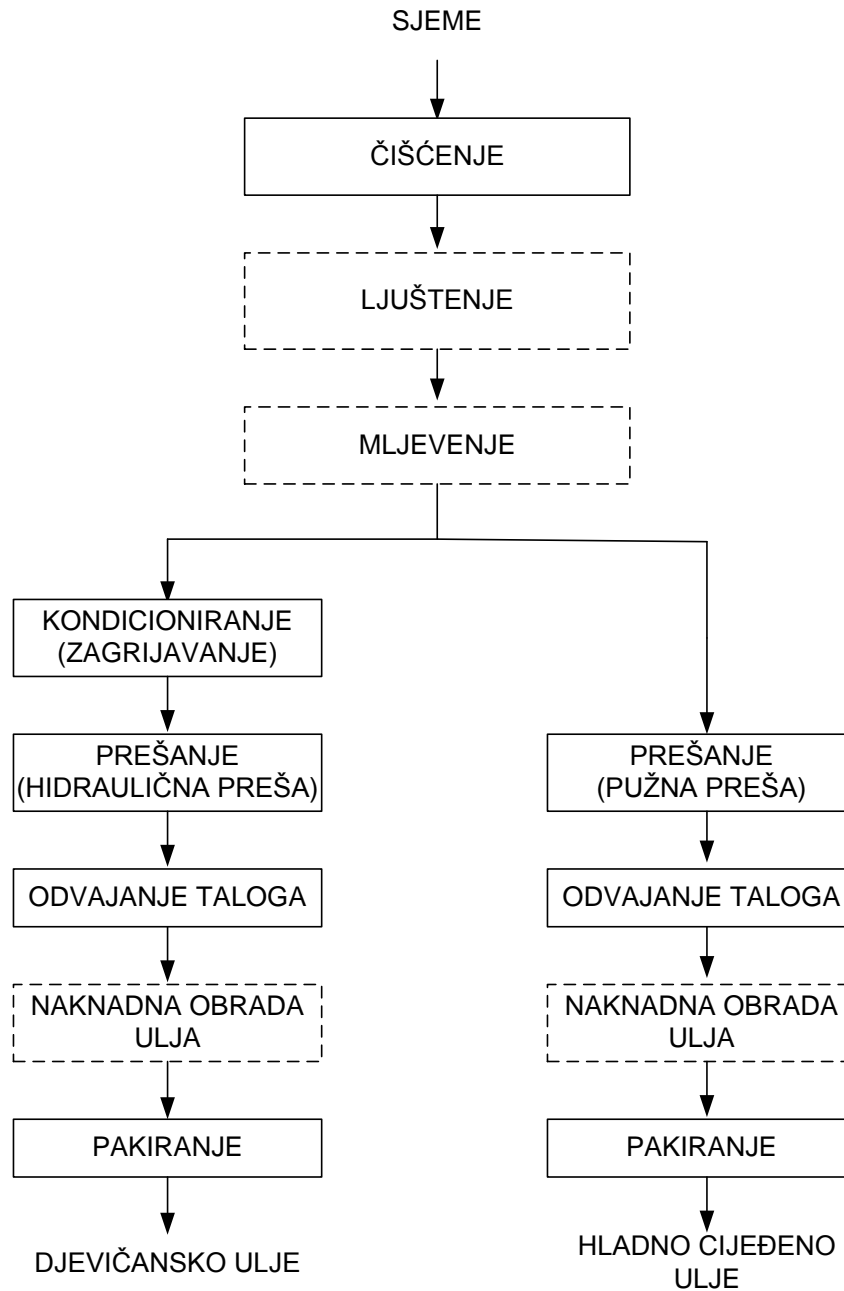 SJEME
ČIŠĆENJE
LJUŠTENJE
MLJEVENJE
KONDICIONIRANJE
(ZAGRIJAVANJE)
PREŠANJE
(HIDRAULIČNA PREŠA)
ODVAJANJE TALOGA
NAKNADNA OBRADA
ULJA
PAKIRANJE
DJEVIČANSKO ULJE
PREŠANJE
(PUŽNA PREŠA)
ODVAJANJE TALOGA
NAKNADNA OBRADA
ULJA
PAKIRANJE
HLADNO CIJEĐENO
ULJE